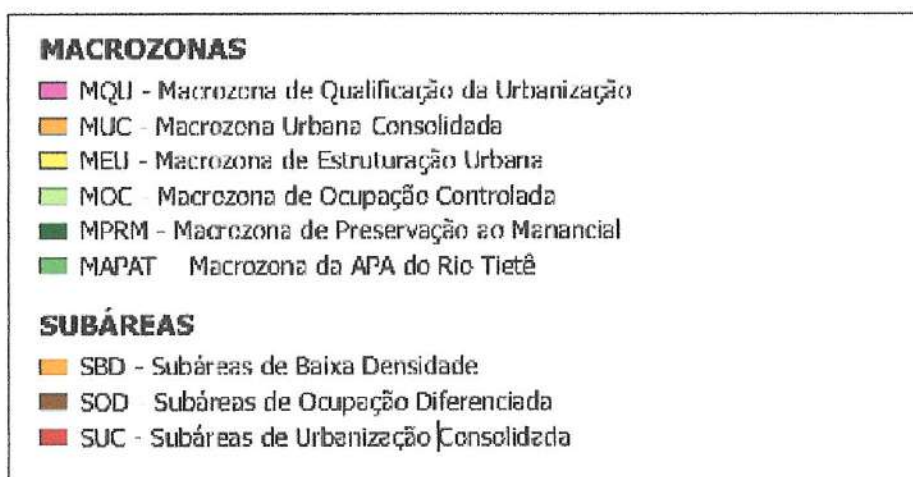 MACROZONAS
MQU - Macrozona de Qualificação da Urbanização
MUC - Macrozona Urbana Consolidada
MEU - Macrozona de Estruturação Urbana
MOC - Macrozona de Ocupação Controlada
MPRM - Macrozona de Preservação ao Manancial
MAPAT Macrozona da APA do Rio Tietê
SUBÁREAS
SBD - Subáreas de Baixa Densidade
SOD - Subáreas de Ocupação Diferenciada
SUC - Subáreas de Urbanização Consolidada